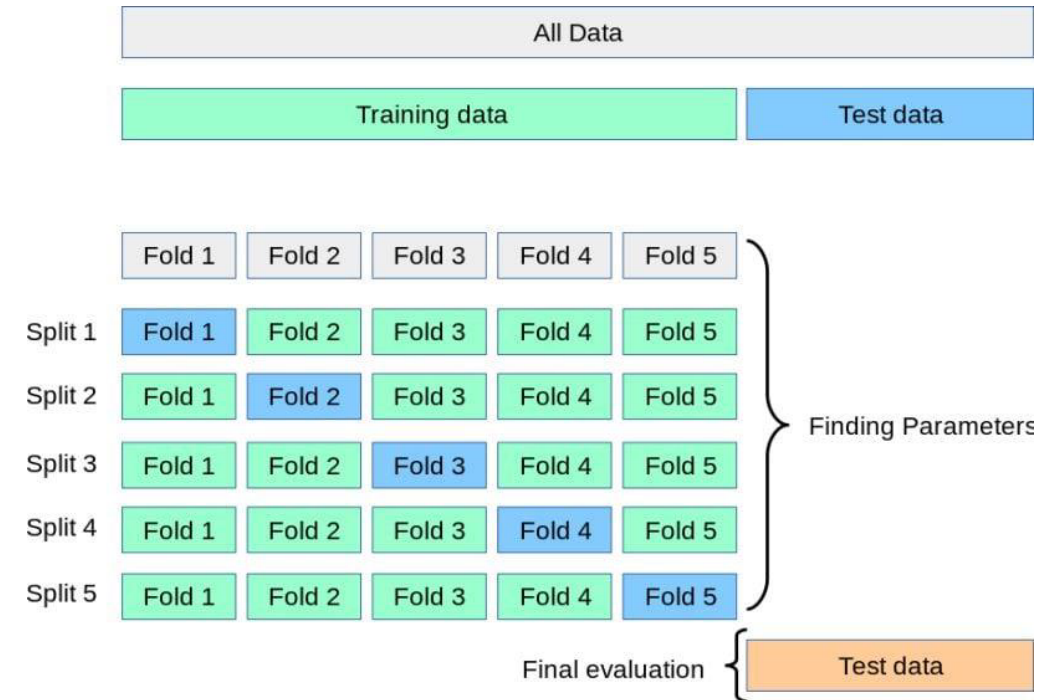 All Data
Training data Test data
Fold 1 Fold 2 Fold 3 Fold 4 Fold 5
Split 1 Fold 1 Fold 2 Fold 3 Fold 4 Fold 5
Split 2 Fold 1 Fold 2 Fold 3 Fold 4 Fold 5
Finding Parameters
Split 3 Fold 1 Fold 2 Fold 3 Fold 4 Fold 5
Split 4 Fold 1 Fold 2 Fold 3 Fold 4 Fold 5
Split 5 Fold 1 Fold 2 Fold 3 Fold 4 Fold 5
Final evaluation Test data